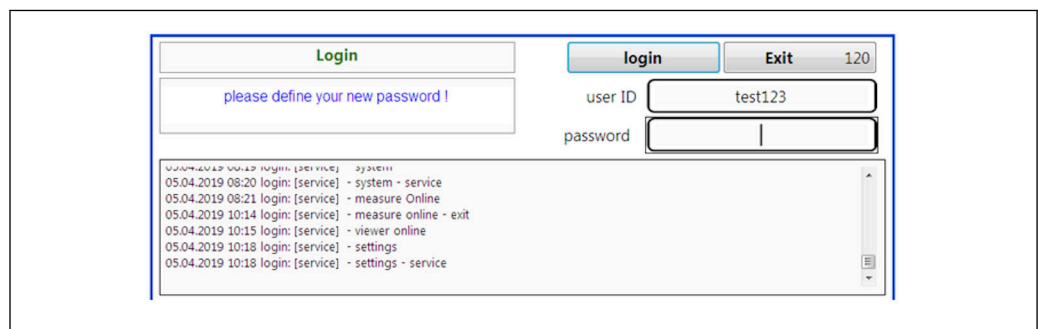 Login
login
Exit 120
please define your new password !
user ID test123
password
login: [service] - system
05.04.2019 08:20 login: [service] - system - service
05.04.2019 08:21 login: [service] - measure Online
05.04.2019 10:14 login: [service] - measure online - exit
05.04.2019 10:15 login: [service] - viewer online
05.04.2019 10:18 login: [service] - settings
05.04.2019 10:18 login: [service] - settings - service